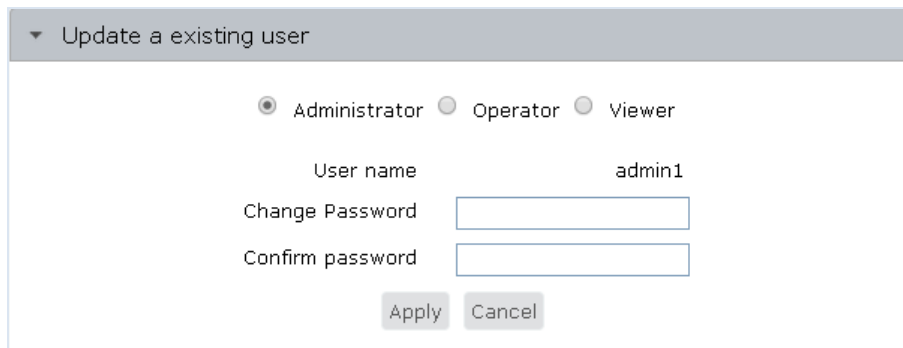 Update a existing user
Administrator Operator Viewer
User name admin1
Change Password
Confirm password
Apply Cancel